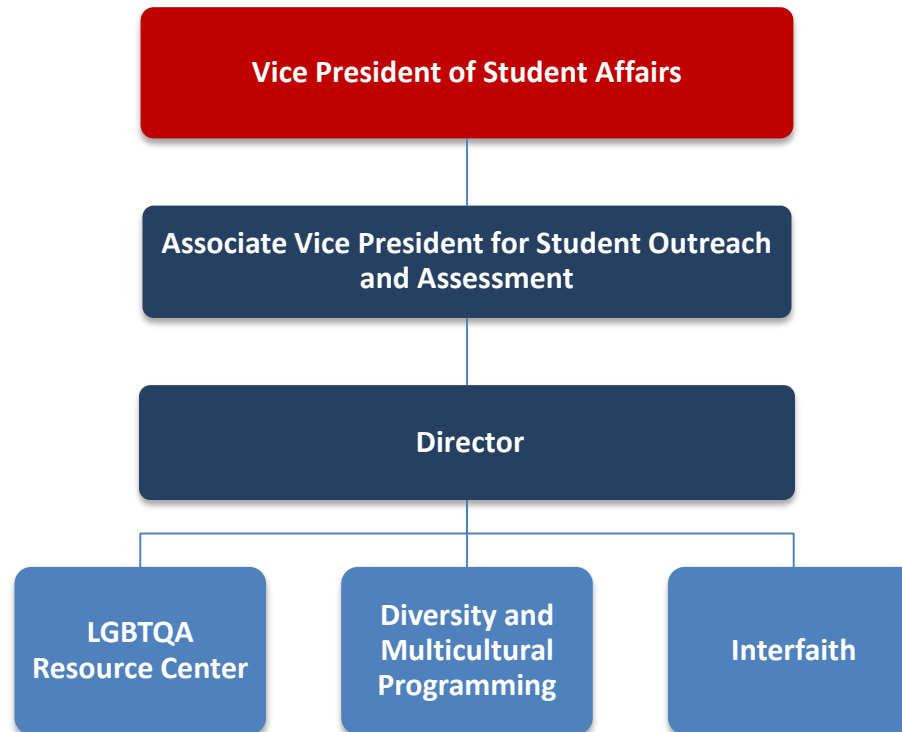 Vice President of Student Affairs
Associate Vice President for Student Outreach
and Assessment
Director
LGBTQA
Resource Center
Diversity and
Multicultural
Programming
Interfaith